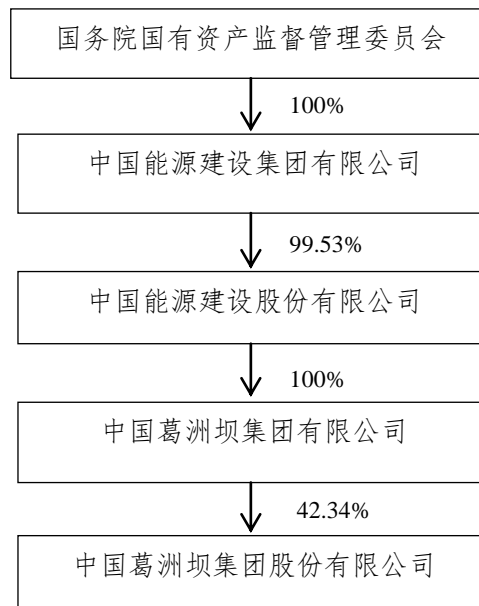 国务院国有资产监督管理委员会
100%
中国能源建设集团有限公司
99.53%
中国能源建设股份有限公司
100%
中国葛洲坝集团有限公司
42.34%
中国葛洲坝集团股份有限公司